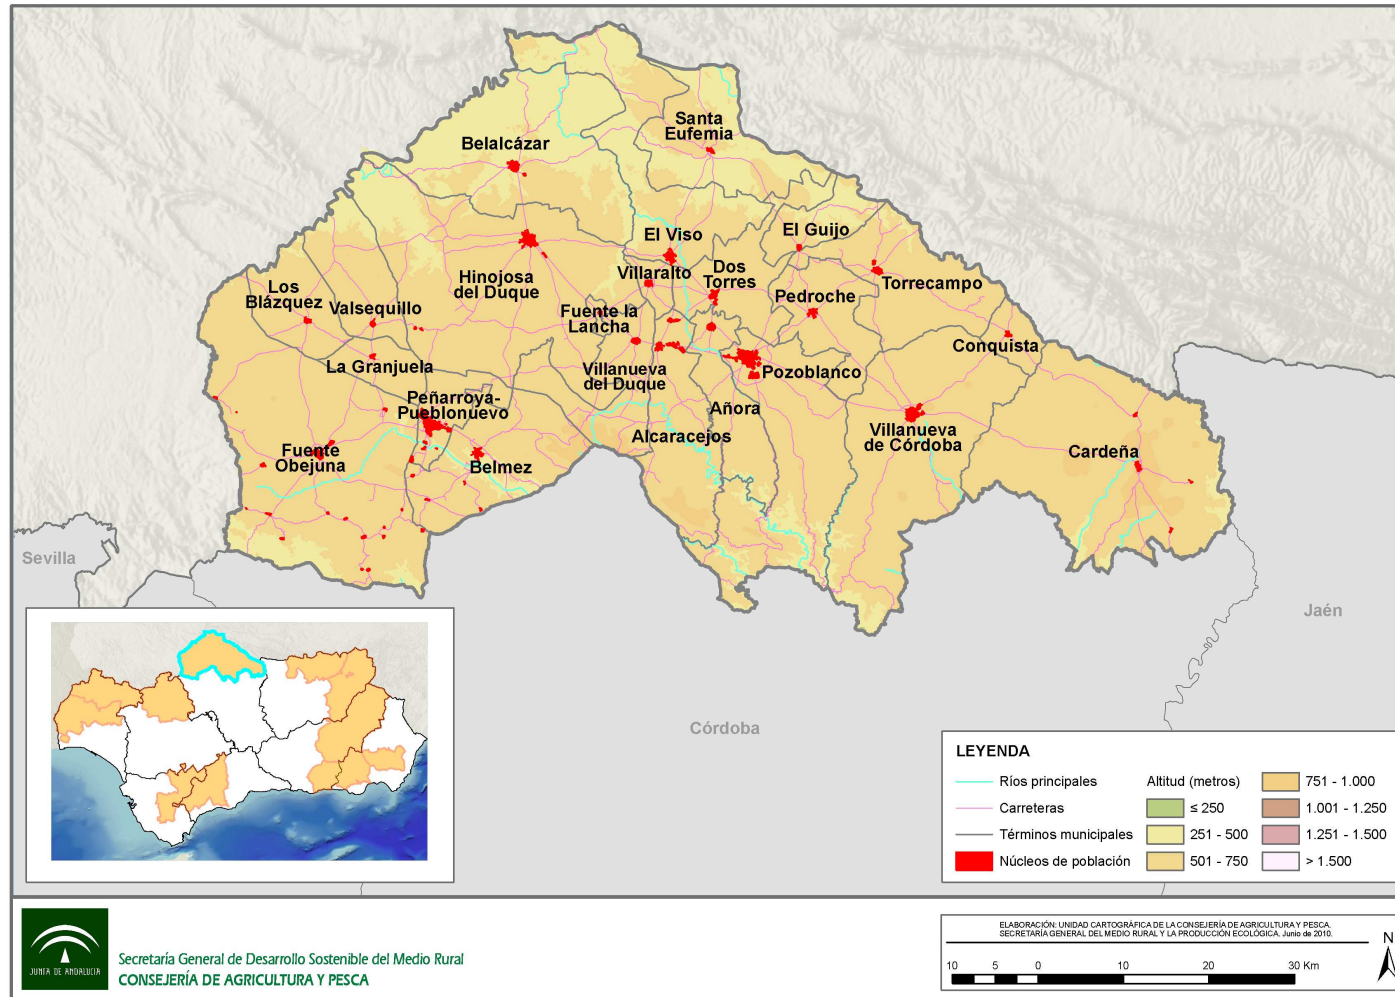 Santa
Eufemia
Belalcázar
El Viso
El Guijo
Villaralto
Dos
Torres
Hinojosa
del Duque
Torrecampo
Los
Blázquez
Valsequillo
Pedroche
Fuente la
Lancha
Conquista
La Granjuela
Villanueva
del Duque
Pozoblanco
Peñarroya-
Pueblonuevo
Añora
Alcaracejos
Villanueva
de Córdoba
Fuente
Obejuna
Belmez
Cardeña
Sevilla
Jaén
Córdoba
LEYENDA
Ríos principales
Carreteras
Términos municipales
Núcleos de población
Altitud (metros)
≤ 250
251 - 500
501 - 750
751 - 1.000
1.001 - 1.250
1.251 - 1.500
> 1.500
JUNTA DE ANDALUCIA
Secretaría General de Desarrollo Sostenible del Medio Rural
CONSEJERÍA DE AGRICULTURA Y PESCA
ELABORACIÓN: UNIDAD CARTOGRÁFICA DE LA CONSEJERÍA DE AGRICULTURA Y PESCA.
SECRETARÍA GENERAL DEL MEDIO RURAL Y LA PRODUCCIÓN ECOLÓGICA. Junio de 2010.
10 5 0 10 20 30 Km
N